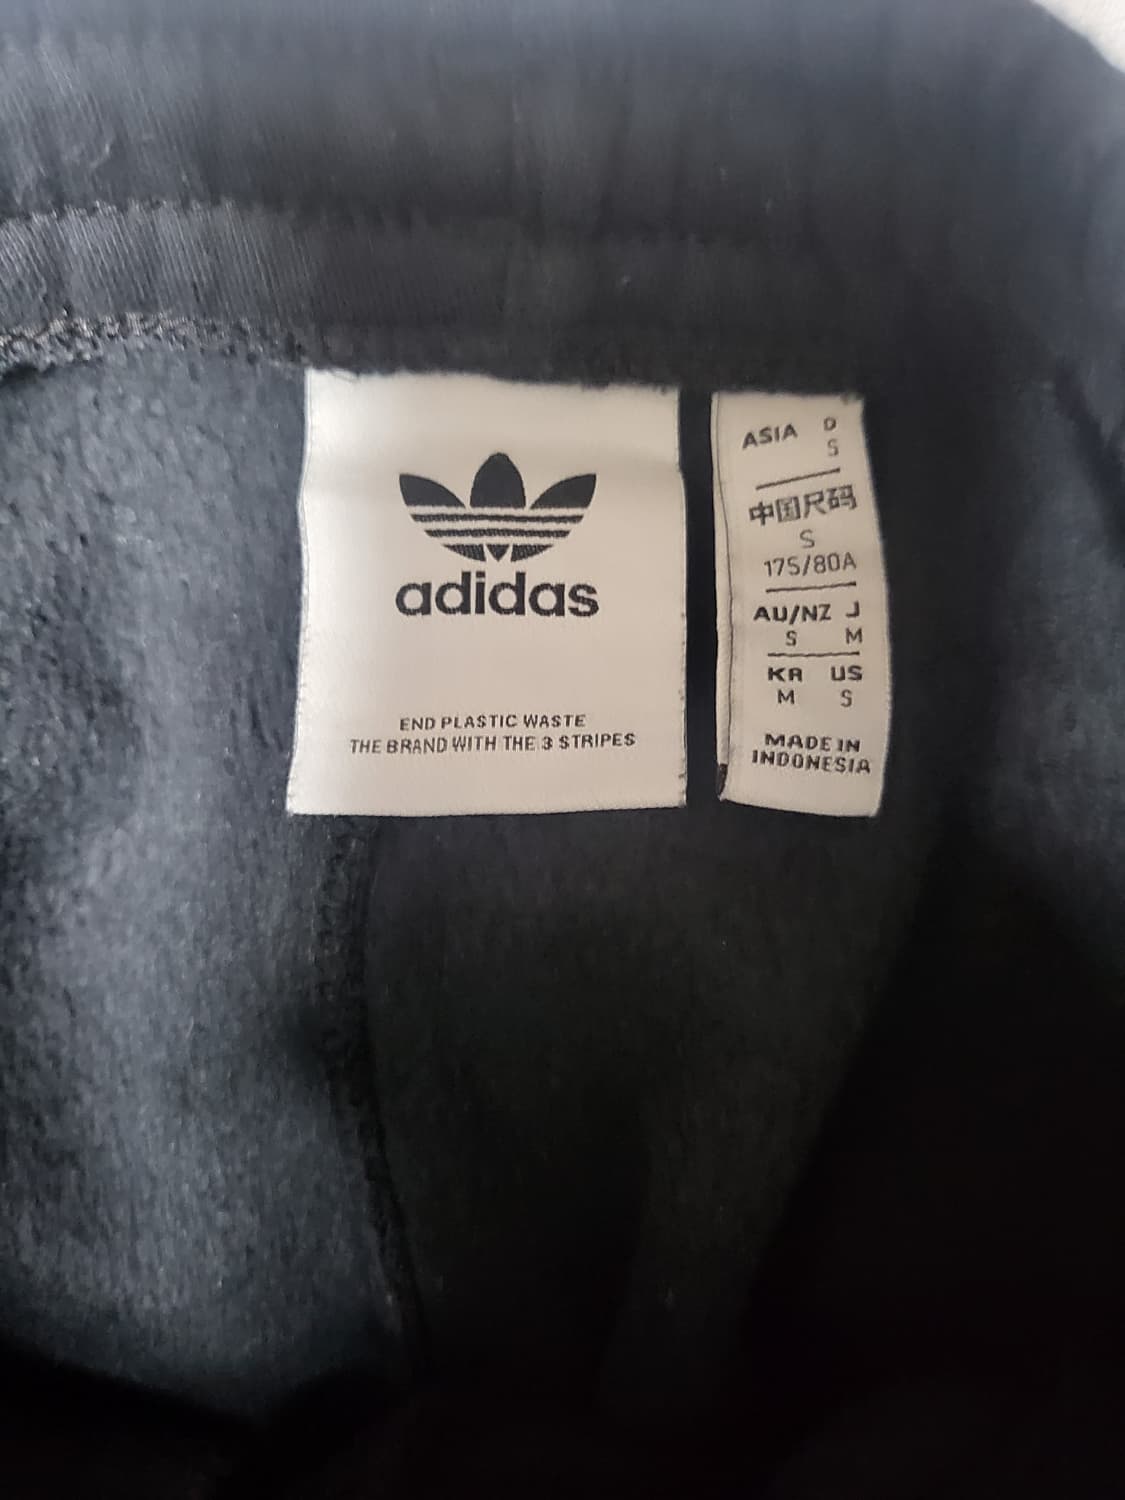 adidas
END PLASTIC WASTE
THE BRAND WITH THE 3 STRIPES
ASIA D
S
中国尺码
S
175/80A
AU/NZ J
S M
KR US
M S
MADE IN
INDONESIA